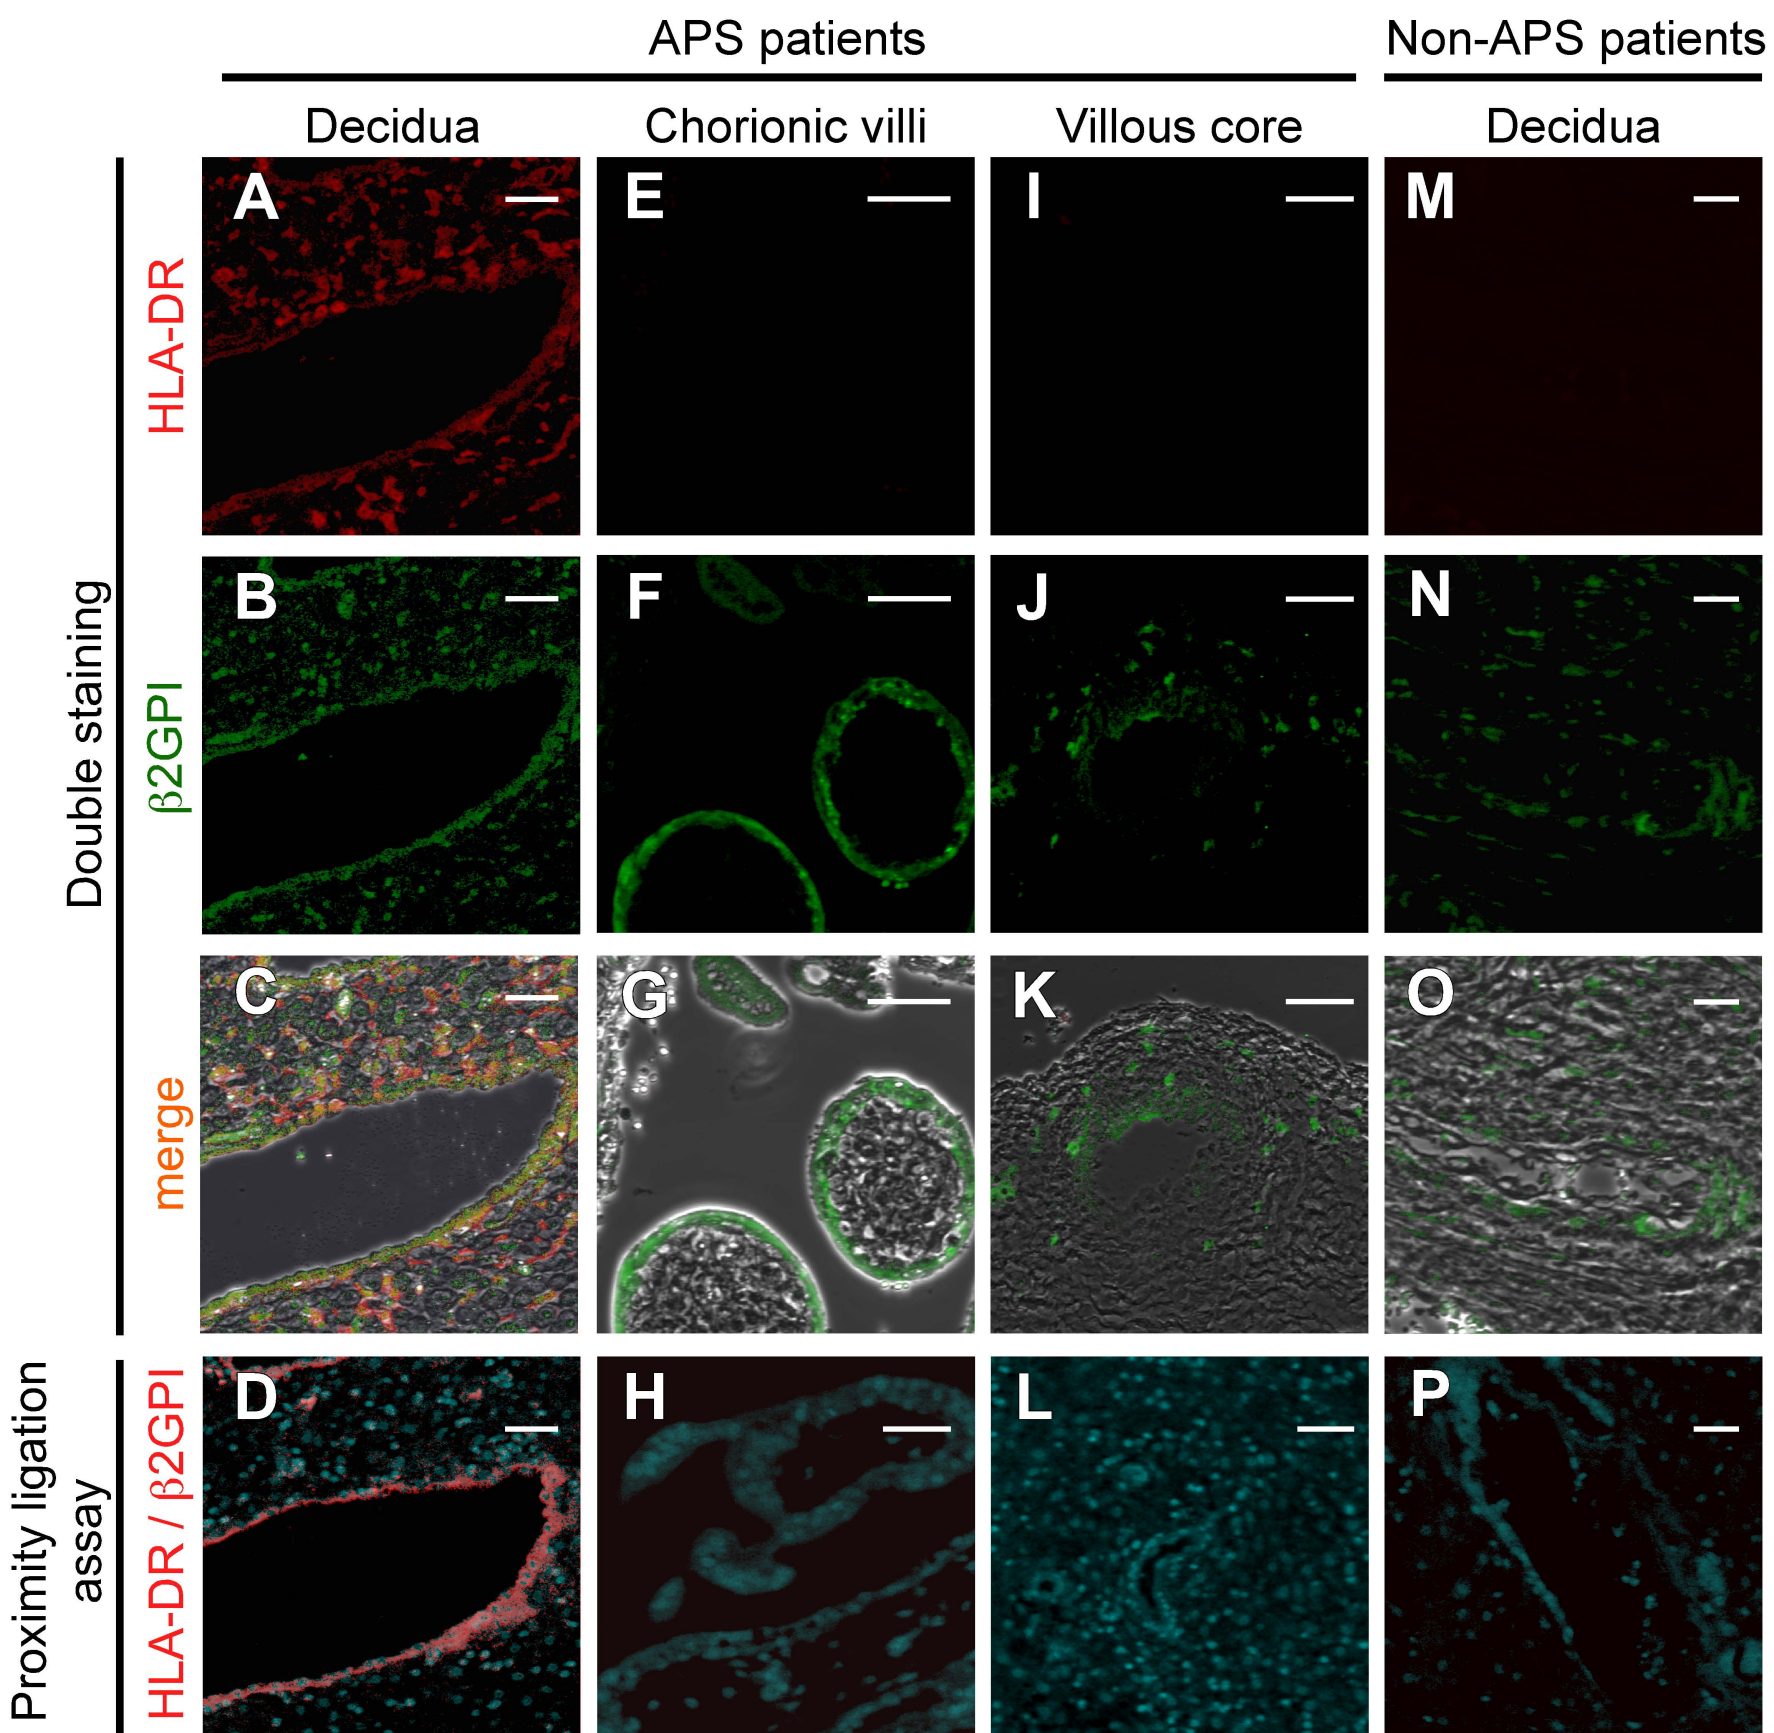 APS patients
Non-APS patients
Decidua
Chorionic villi
Villous core
Decidua
Double staining
HLA-DR
A
E
I
M
β2GPI
B
F
J
N
merge
C
G
K
O
Proximity ligation
assay
HLA-DR / β2GPI
D
H
L
P